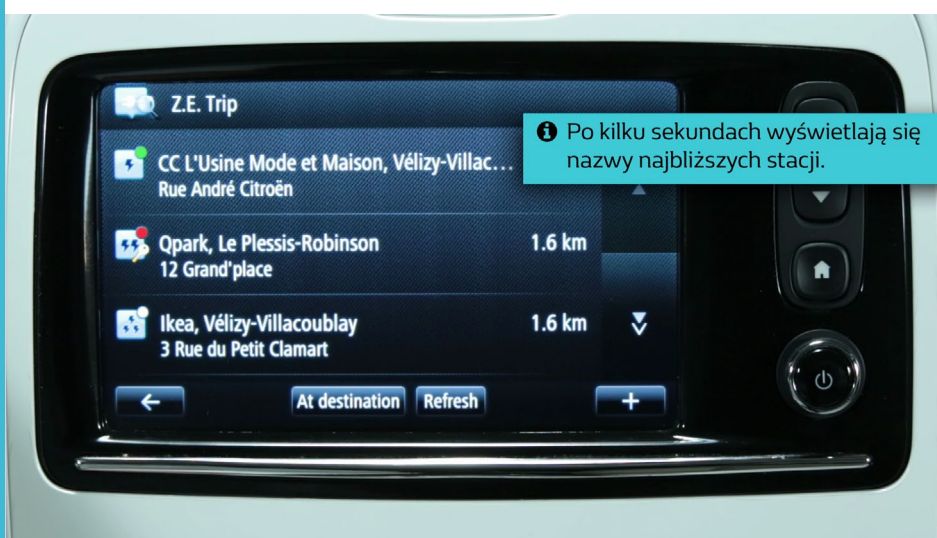 Z.E. Trip
Po kilku sekundach wyświetlają się
nazwy najbliższych stacji.
CC L'Usine Mode et Maison, Vélizy-Villac...
Rue André Citroën
Qpark, Le Plessis-Robinson 1.6 km
12 Grand'place
Ikea, Vélizy-Villacoublay 1.6 km
3 Rue du Petit Clamart
At destination Refresh +